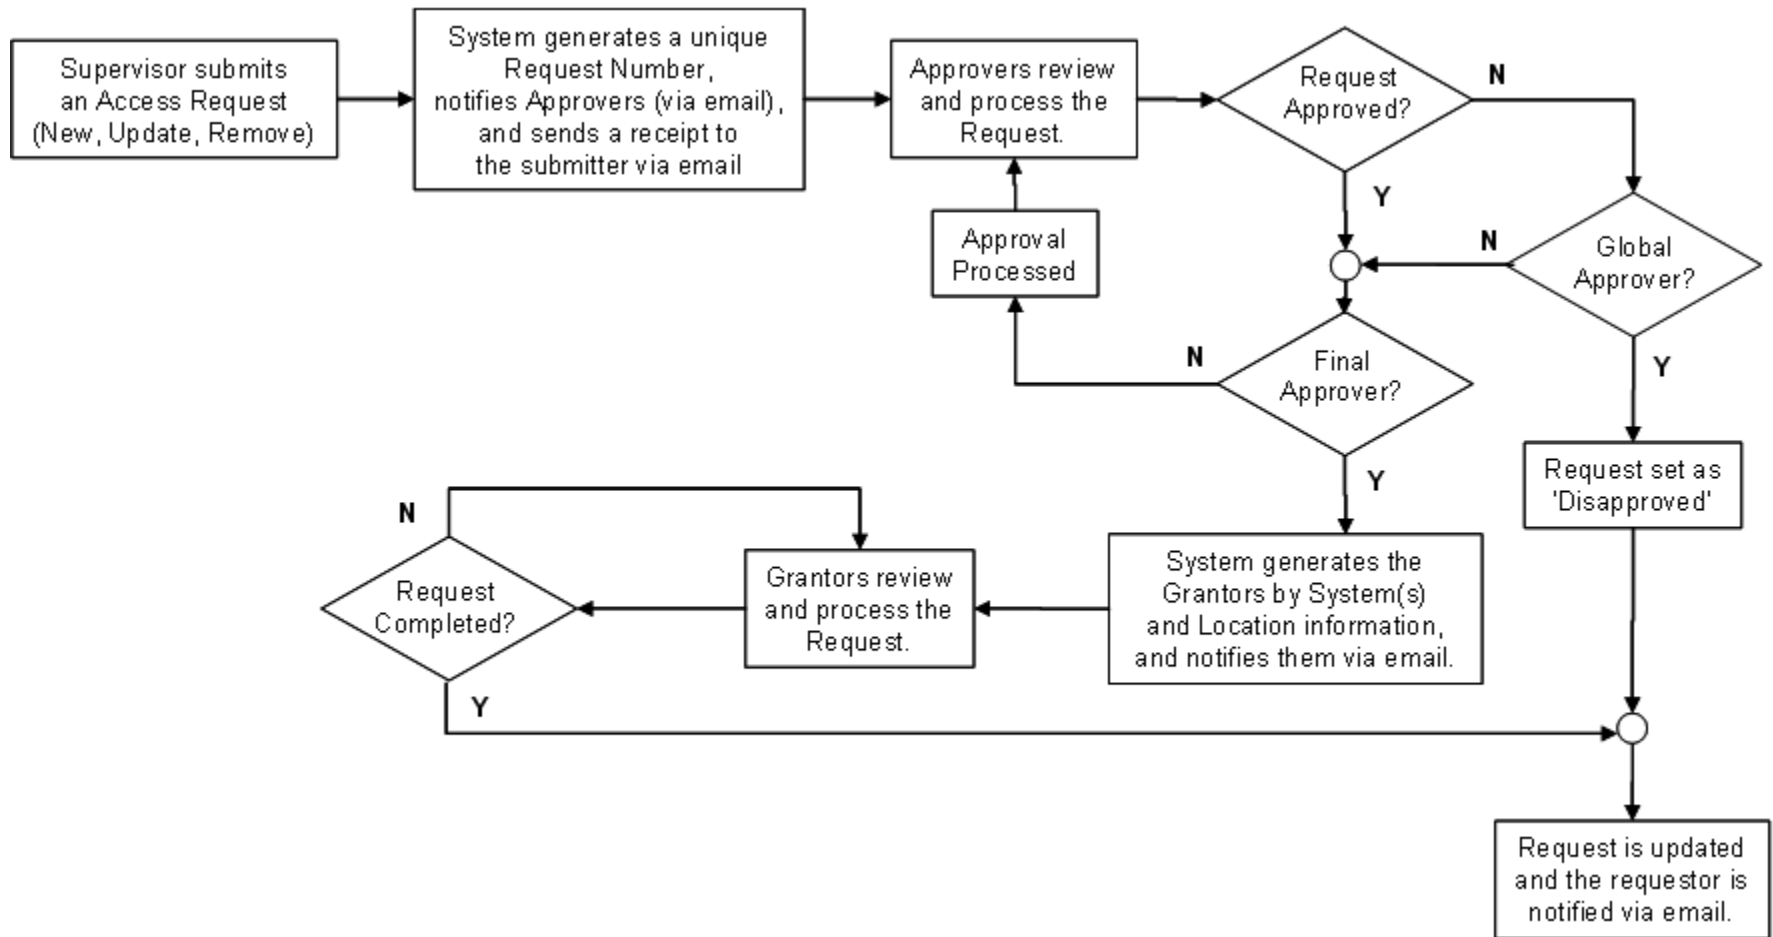 Supervisor submits
an Access Request
(New, Update, Remove)
System generates a unique
Request Number,
notifies Approvers (via email),
and sends a receipt to
the submitter via email
Approvers review
and process the
Request.
Request
Approved?
N
Y
Approval
Processed
N
Global
Approver?
N
Final
Approver?
Y
Y
Request set as
'Disapproved'
N
Request
Completed?
Grantors review
and process the
Request.
System generates the
Grantors by System(s)
and Location information,
and notifies them via email.
Y
Request is updated
and the requestor is
notified via email.